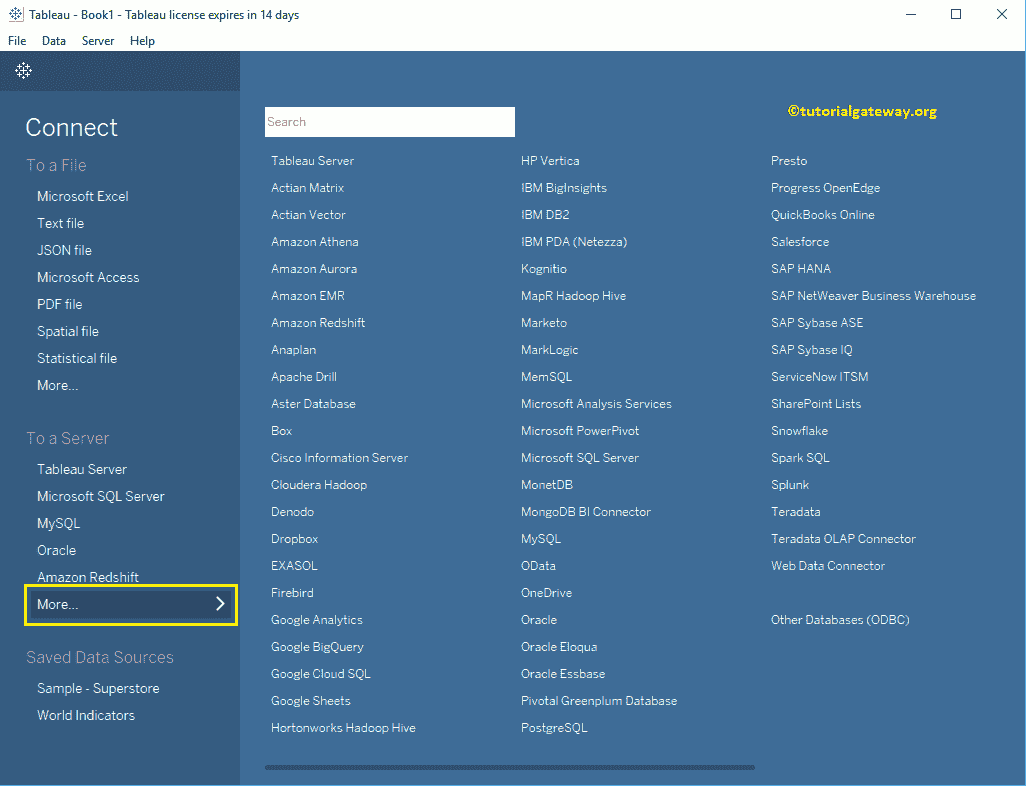 Tableau - Book1 - Tableau license expires in 14 days
File Data Server Help
Connect
To a File
Microsoft Excel
Text file
JSON file
Microsoft Access
PDF file
Spatial file
Statistical file
More...
To a Server
Tableau Server
Microsoft SQL Server
MySQL
Oracle
Amazon Redshift
More...
Saved Data Sources
Sample - Superstore
World Indicators
©tutorialgateway.org
Search
Tableau Server
Actian Matrix
Actian Vector
Amazon Athena
Amazon Aurora
Amazon EMR
Amazon Redshift
Anaplan
Apache Drill
Aster Database
Box
Cisco Information Server
Cloudera Hadoop
Denodo
Dropbox
EXASOL
Firebird
Google Analytics
Google BigQuery
Google Cloud SQL
Google Sheets
Hortonworks Hadoop Hive
HP Vertica
IBM BigInsights
IBM DB2
IBM PDA (Netezza)
Kognitio
MapR Hadoop Hive
Marketo
MarkLogic
MemSQL
Microsoft Analysis Services
Microsoft PowerPivot
Microsoft SQL Server
MonetDB
MongoDB BI Connector
MySQL
OData
OneDrive
Oracle
Oracle Eloqua
Oracle Essbase
Pivotal Greenplum Database
PostgreSQL
Presto
Progress OpenEdge
QuickBooks Online
Salesforce
SAP HANA
SAP NetWeaver Business Warehouse
SAP Sybase ASE
SAP Sybase IQ
ServiceNow ITSM
SharePoint Lists
Snowflake
Spark SQL
Splunk
Teradata
Teradata OLAP Connector
Web Data Connector
Other Databases (ODBC)